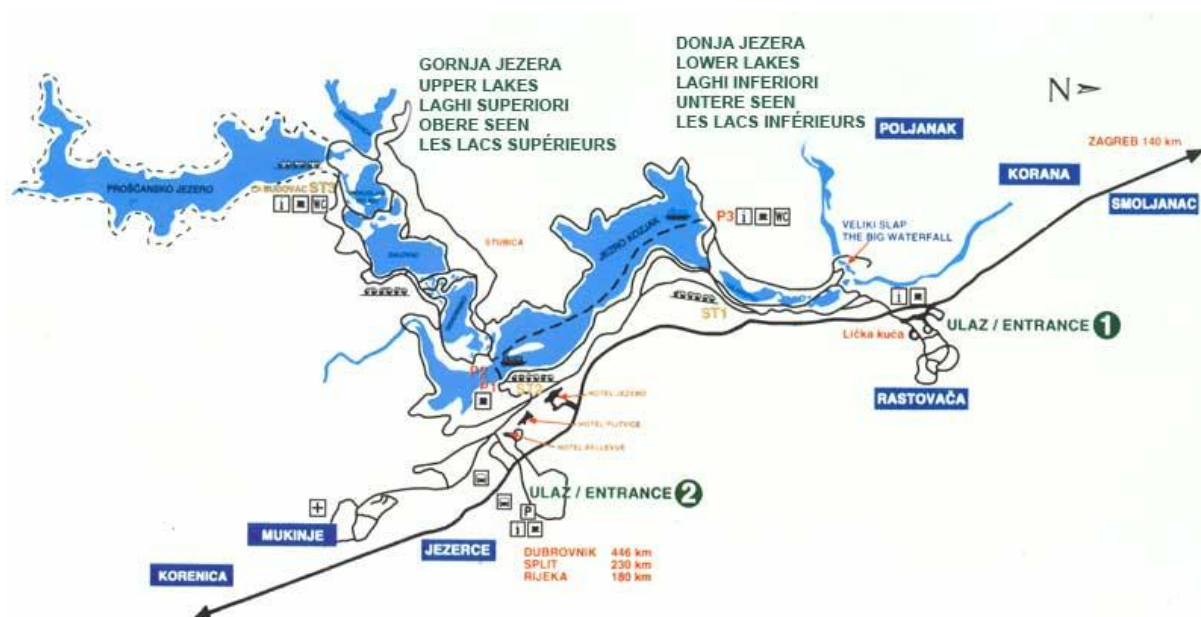 GORNJA JEZERA
UPPER LAKES
LAGHI SUPERIORI
OBERE SEEN
LES LACS SUPÉRIEURS
DONJA JEZERA
LOWER LAKES
LAGHI INFERIORI
UNTERE SEEN
LES LACS INFÉRIEURS
N
POLJANAK
ZAGREB 140 km
KORANA
SMOLJANAC
PROŠĆANSKO JEZERO
BUDOVAC ST3
i WC
STUBICA
JEZERO KOZJAK
P3 i WC
VELIKI SLAP
THE BIG WATERFALL
ST1
i
Lička kuća
ULAZ / ENTRANCE 1
RASTOVAČA
P2
P1
ST2
HOTEL JEZERO
HOTEL PLITVICE
HOTEL BELLEVUE
ULAZ / ENTRANCE 2
P
i
MUKINJE
JEZERCE
KORENICA
DUBROVNIK 446 km
SPLIT 230 km
RIJEKA 180 km